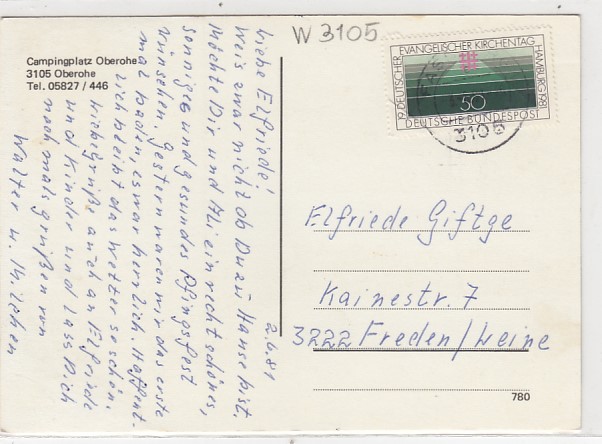 Campingplatz Oberohe
3105 Oberohe
Tel. 05827 / 446
W 3105
19. DEUTSCHER EVANGELISCHER KIRCHENTAG HAMBURG 1981
50
DEUTSCHE BUNDESPOST
3105
2.6.81
Liebe Elfriede!
Weis zwar nicht ob Du zu Hause bist.
Möchte Dir und Ali ein recht schönes,
sonniges und gesundes Pfingstfest
wünschen. Gestern waren wir das erste
mal baden, es war herrlich. Hoffent-
lich bleibt das Wetter so schön.
Liebe Grüße auch an Elfriede
und Kinder und lass Dich
nochmals grüßen von
Walter u.
Elfriede Giftge
Kainestr. 7
3222 Freden/Leine
780